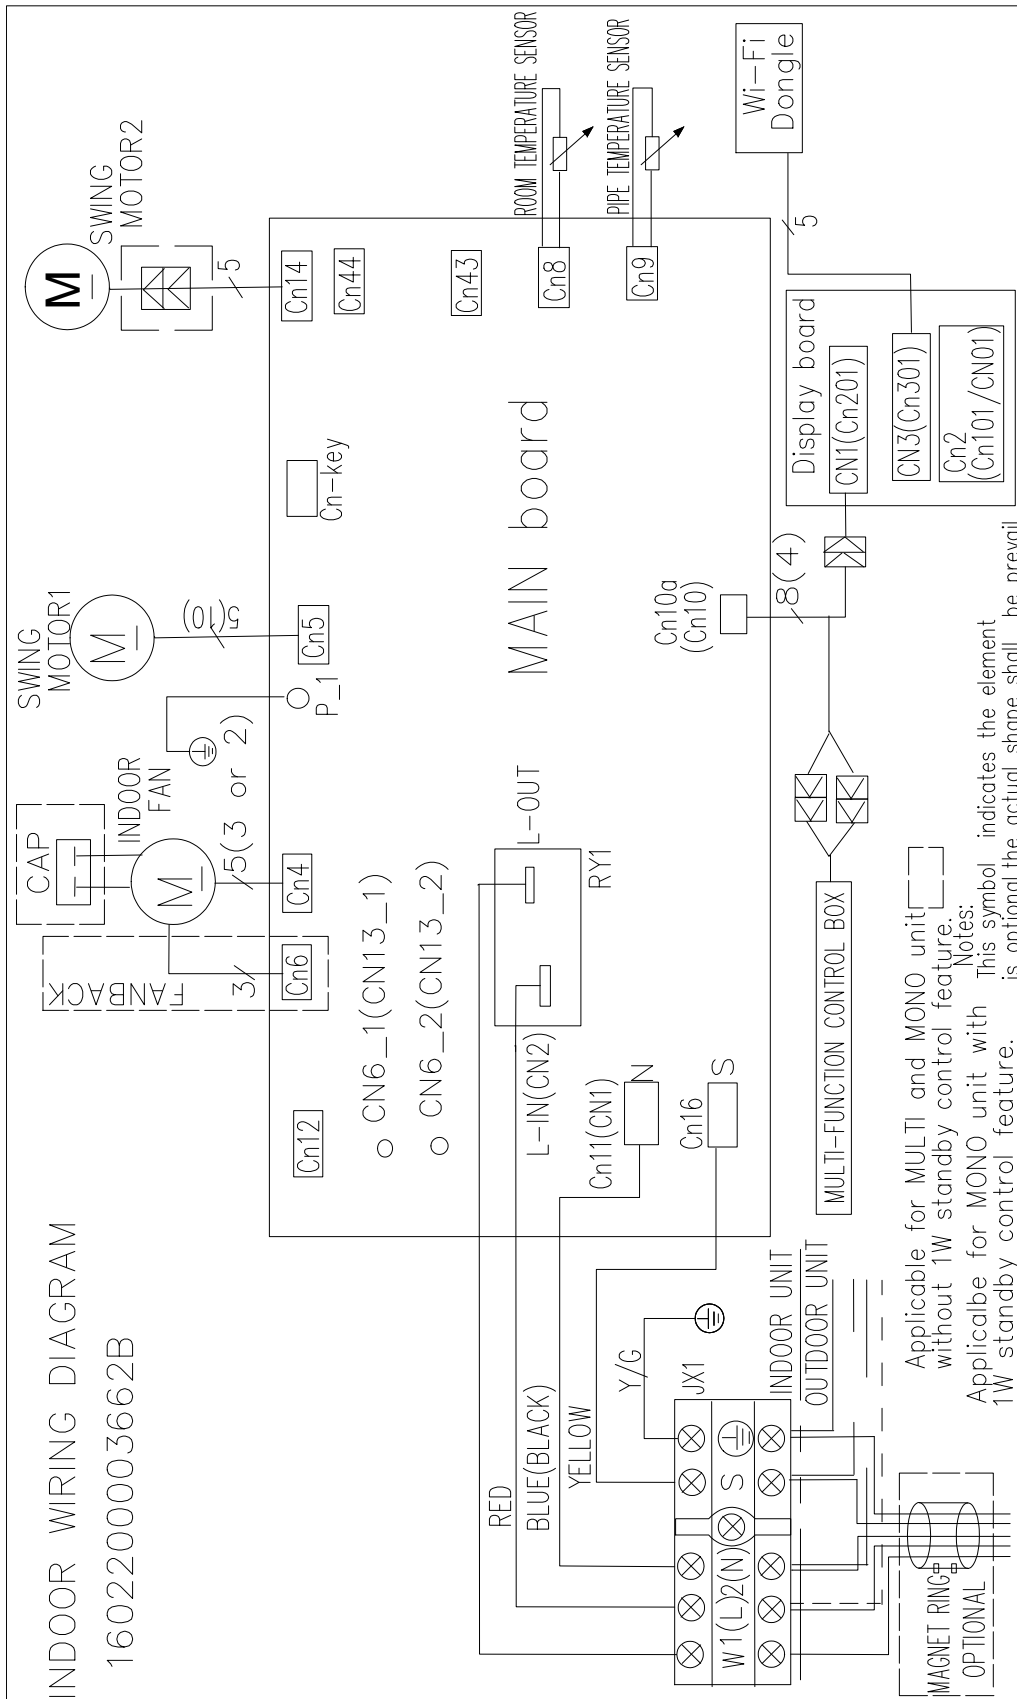 INDOOR WIRING DIAGRAM
16022000003662B
CAP
INDOOR
FAN
FANBACK
3
5(3 or 2)
SWING
MOTOR1
5(10)
SWING
MOTOR2
5
Cn12
Cn6
Cn4
P_1
Cn5
Cn-key
Cn14
Cn44
Cn43
Cn8
Cn9
ROOM TEMPERATURE SENSOR
PIPE TEMPERATURE SENSOR
CN6_1(CN13_1)
CN6_2(CN13_2)
L-IN(CN2)
L-OUT
RY1
MAIN board
Cn11(CN1)
N
Cn16
S
Cn10a
(Cn10)
8(4)
RED
BLUE(BLACK)
YELLOW
Y/G
JX1
W1(L)2(N)
S
INDOOR UNIT
OUTDOOR UNIT
MAGNET RING
OPTIONAL
MULTI-FUNCTION CONTROL BOX
Display board
CN1(Cn201)
CN3(Cn301)
Cn2
(Cn101/CN01)
5
Wi-Fi
Dongle
Applicable for MULTI and MONO unit
without 1W standby control feature.
Applicalbe for MONO unit with
1W standby control feature.
Notes:
This symbol indicates the element
is optional,the actual shape shall be prevail
M
M
M